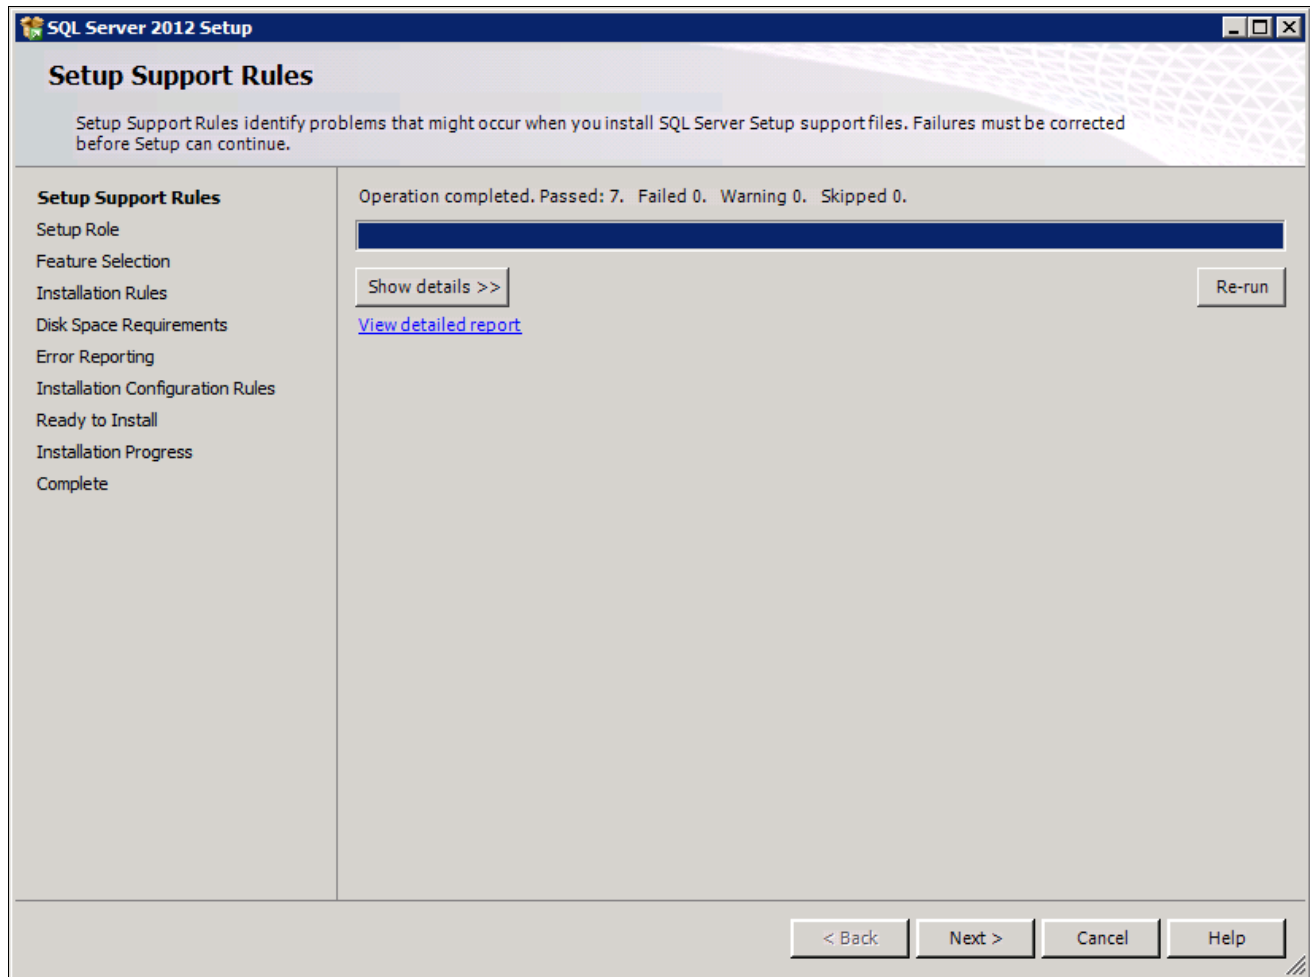 SQL Server 2012 Setup
Setup Support Rules
Setup Support Rules identify problems that might occur when you install SQL Server Setup support files. Failures must be corrected
before Setup can continue.
Setup Support Rules
Setup Role
Feature Selection
Installation Rules
Disk Space Requirements
Error Reporting
Installation Configuration Rules
Ready to Install
Installation Progress
Complete
Operation completed. Passed: 7. Failed 0. Warning 0. Skipped 0.
Show details >>
Re-run
View detailed report
< Back
Next >
Cancel
Help